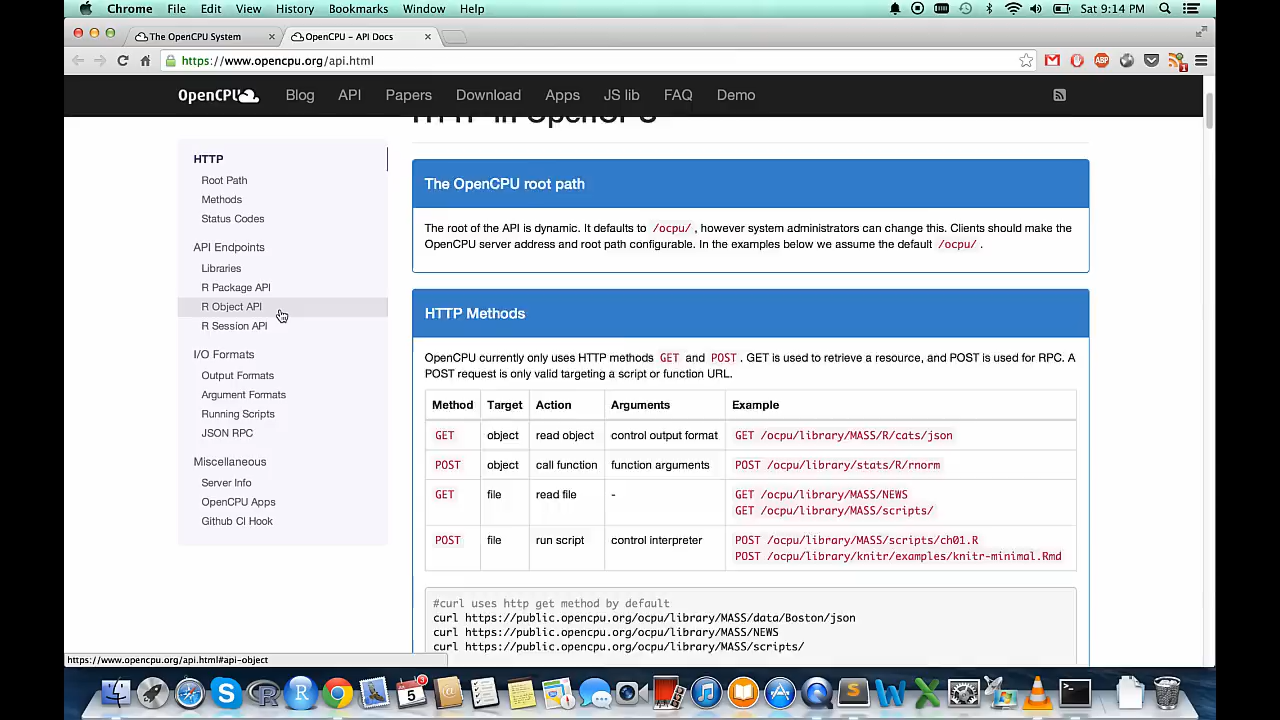 Chrome File Edit View History Bookmarks Window Help Sat 9:14 PM
The OpenCPU System × OpenCPU – API Docs ×
https://www.opencpu.org/api.html
OpenCPU Blog API Papers Download Apps JS lib FAQ Demo
HTTP in OpenCPU
HTTP
Root Path
Methods
Status Codes
API Endpoints
Libraries
R Package API
R Object API
R Session API
I/O Formats
Output Formats
Argument Formats
Running Scripts
JSON RPC
Miscellaneous
Server Info
OpenCPU Apps
Github CI Hook
The OpenCPU root path
The root of the API is dynamic. It defaults to /ocpu/ , however system administrators can change this. Clients should make the
OpenCPU server address and root path configurable. In the examples below we assume the default /ocpu/ .
HTTP Methods
OpenCPU currently only uses HTTP methods GET and POST . GET is used to retrieve a resource, and POST is used for RPC. A
POST request is only valid targeting a script or function URL.
Method Target Action Arguments Example
GET object read object control output format GET /ocpu/library/MASS/R/cats/json
POST object call function function arguments POST /ocpu/library/stats/R/rnorm
GET file read file - GET /ocpu/library/MASS/NEWS
GET /ocpu/library/MASS/scripts/
POST file run script control interpreter POST /ocpu/library/MASS/scripts/ch01.R
POST /ocpu/library/knitr/examples/knitr-minimal.Rmd
#curl uses http get method by default
curl https://public.opencpu.org/ocpu/library/MASS/data/Boston/json
curl https://public.opencpu.org/ocpu/library/MASS/NEWS
curl https://public.opencpu.org/ocpu/library/MASS/scripts/
https://www.opencpu.org/api.html#api-object